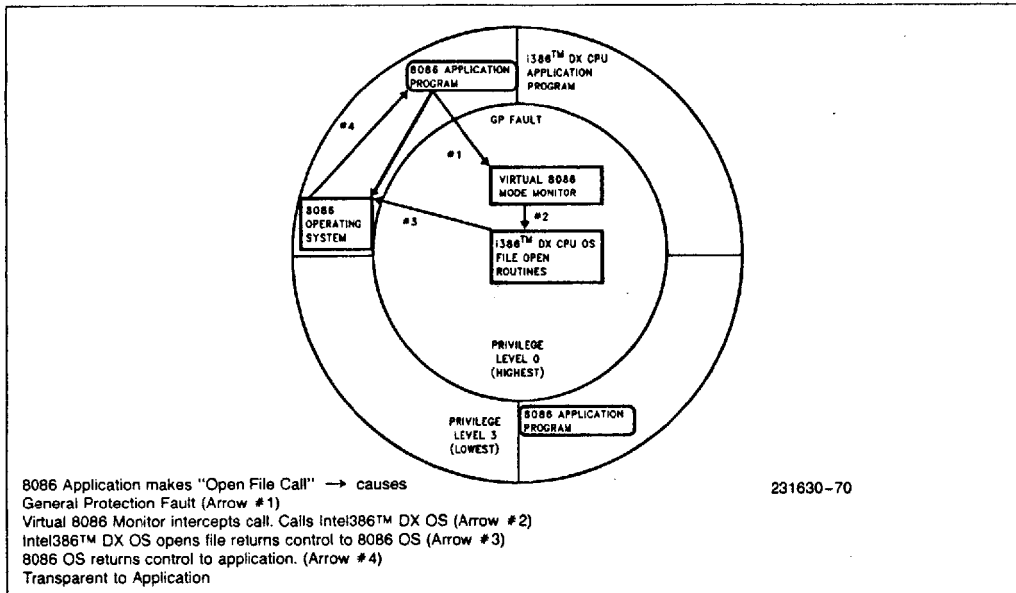 8086 APPLICATION
PROGRAM
i386™ DX CPU
APPLICATION
PROGRAM
GP FAULT
#4
#1
VIRTUAL 8086
MODE MONITOR
8086
OPERATING
SYSTEM
#3
#2
i386™ DX CPU OS
FILE OPEN
ROUTINES
PRIVILEGE
LEVEL 0
(HIGHEST)
PRIVILEGE
LEVEL 3
(LOWEST)
8086 APPLICATION
PROGRAM
8086 Application makes "Open File Call" → causes
General Protection Fault (Arrow #1)
Virtual 8086 Monitor intercepts call. Calls Intel386™ DX OS (Arrow #2)
Intel386™ DX OS opens file returns control to 8086 OS (Arrow #3)
8086 OS returns control to application. (Arrow #4)
Transparent to Application
231630-70